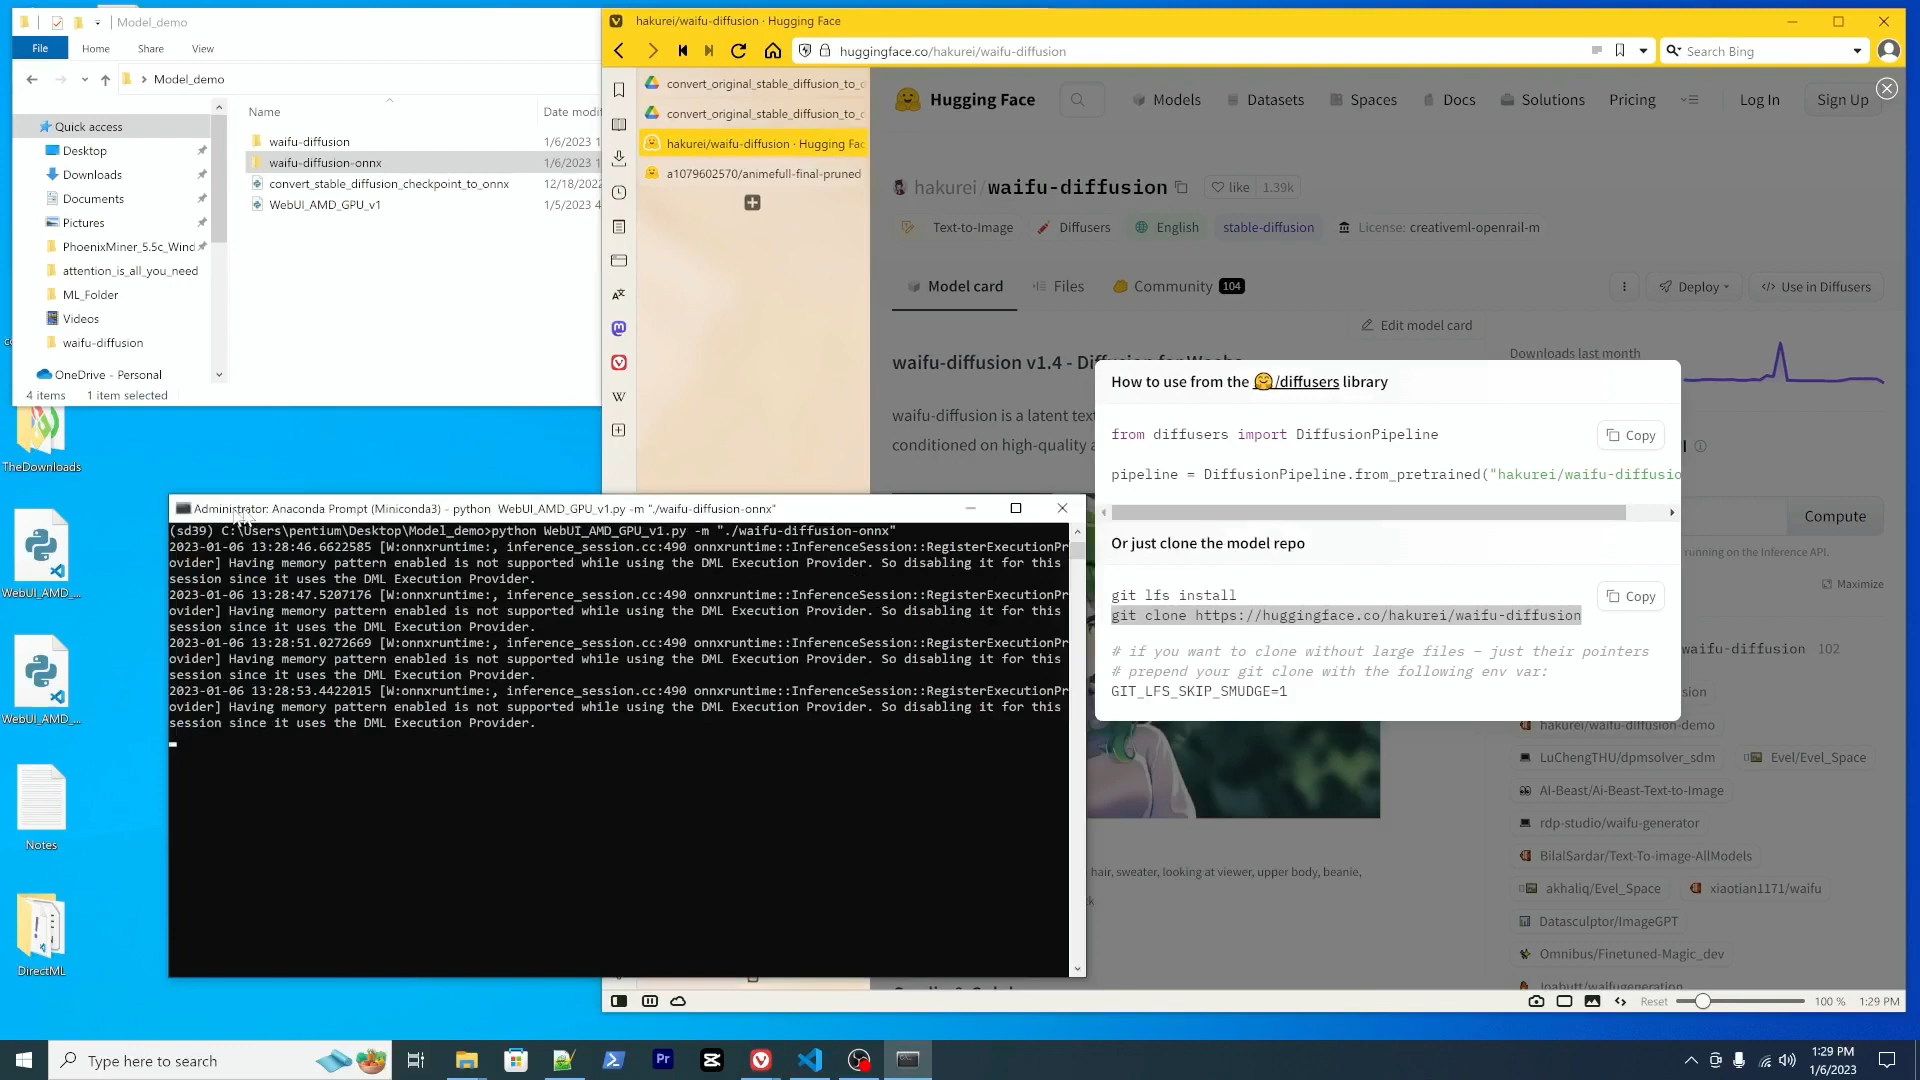 Model_demo
File Home Share View
Model_demo
Name Date modif
Quick access
Desktop
Downloads
Documents
Pictures
PhoenixMiner_5.5c_Wind
attention_is_all_you_need
ML_Folder
Videos
waifu-diffusion
OneDrive - Personal
waifu-diffusion 1/6/2023 1
waifu-diffusion-onnx 1/6/2023 1
convert_stable_diffusion_checkpoint_to_onnx 12/18/2022
WebUI_AMD_GPU_v1 1/5/2023 4
4 items 1 item selected
TheDownloads
WebUI_AMD_...
WebUI_AMD_...
Notes
DirectML
hakurei/waifu-diffusion · Hugging Face
huggingface.co/hakurei/waifu-diffusion
Search Bing
convert_original_stable_diffusion_to_d
convert_original_stable_diffusion_to_d
hakurei/waifu-diffusion · Hugging Fac
a1079602570/animefull-final-pruned
Hugging Face Models Datasets Spaces Docs Solutions Pricing Log In Sign Up
hakurei/waifu-diffusion like 1.39k
Text-to-Image Diffusers English stable-diffusion License: creativeml-openrail-m
Model card Files Community 104 Deploy Use in Diffusers
Edit model card
waifu-diffusion v1.4 - Diffusion for Weebs
Downloads last month
waifu-diffusion is a latent tex
conditioned on high-quality a
How to use from the /diffusers library
from diffusers import DiffusionPipeline
Copy
pipeline = DiffusionPipeline.from_pretrained("hakurei/waifu-diffusio
Or just clone the model repo
git lfs install
git clone https://huggingface.co/hakurei/waifu-diffusion
Copy
# if you want to clone without large files – just their pointers
# prepend your git clone with the following env var:
GIT_LFS_SKIP_SMUDGE=1
Compute
running on the Inference API.
Maximize
waifu-diffusion 102
sion
hakurei/waifu-diffusion-demo
LuChengTHU/dpmsolver_sdm Evel/Evel_Space
AI-Beast/Ai-Beast-Text-to-Image
rdp-studio/waifu-generator
BilalSardar/Text-To-image-AllModels
akhaliq/Evel_Space xiaotian1171/waifu
Datasculptor/ImageGPT
Omnibus/Finetuned-Magic_dev
Joabutt/waifugeneration
hair, sweater, looking at viewer, upper body, beanie,
Administrator: Anaconda Prompt (Miniconda3) - python WebUI_AMD_GPU_v1.py -m "./waifu-diffusion-onnx"
(sd39) C:\Users\pentium\Desktop\Model_demo>python WebUI_AMD_GPU_v1.py -m "./waifu-diffusion-onnx"
2023-01-06 13:28:46.6622585 [W:onnxruntime:, inference_session.cc:490 onnxruntime::InferenceSession::RegisterExecutionPr
ovider] Having memory pattern enabled is not supported while using the DML Execution Provider. So disabling it for this
session since it uses the DML Execution Provider.
2023-01-06 13:28:47.5207176 [W:onnxruntime:, inference_session.cc:490 onnxruntime::InferenceSession::RegisterExecutionPr
ovider] Having memory pattern enabled is not supported while using the DML Execution Provider. So disabling it for this
session since it uses the DML Execution Provider.
2023-01-06 13:28:51.0272669 [W:onnxruntime:, inference_session.cc:490 onnxruntime::InferenceSession::RegisterExecutionPr
ovider] Having memory pattern enabled is not supported while using the DML Execution Provider. So disabling it for this
session since it uses the DML Execution Provider.
2023-01-06 13:28:53.4422015 [W:onnxruntime:, inference_session.cc:490 onnxruntime::InferenceSession::RegisterExecutionPr
ovider] Having memory pattern enabled is not supported while using the DML Execution Provider. So disabling it for this
session since it uses the DML Execution Provider.
Reset 100 % 1:29 PM
Type here to search
Pr
1:29 PM
1/6/2023